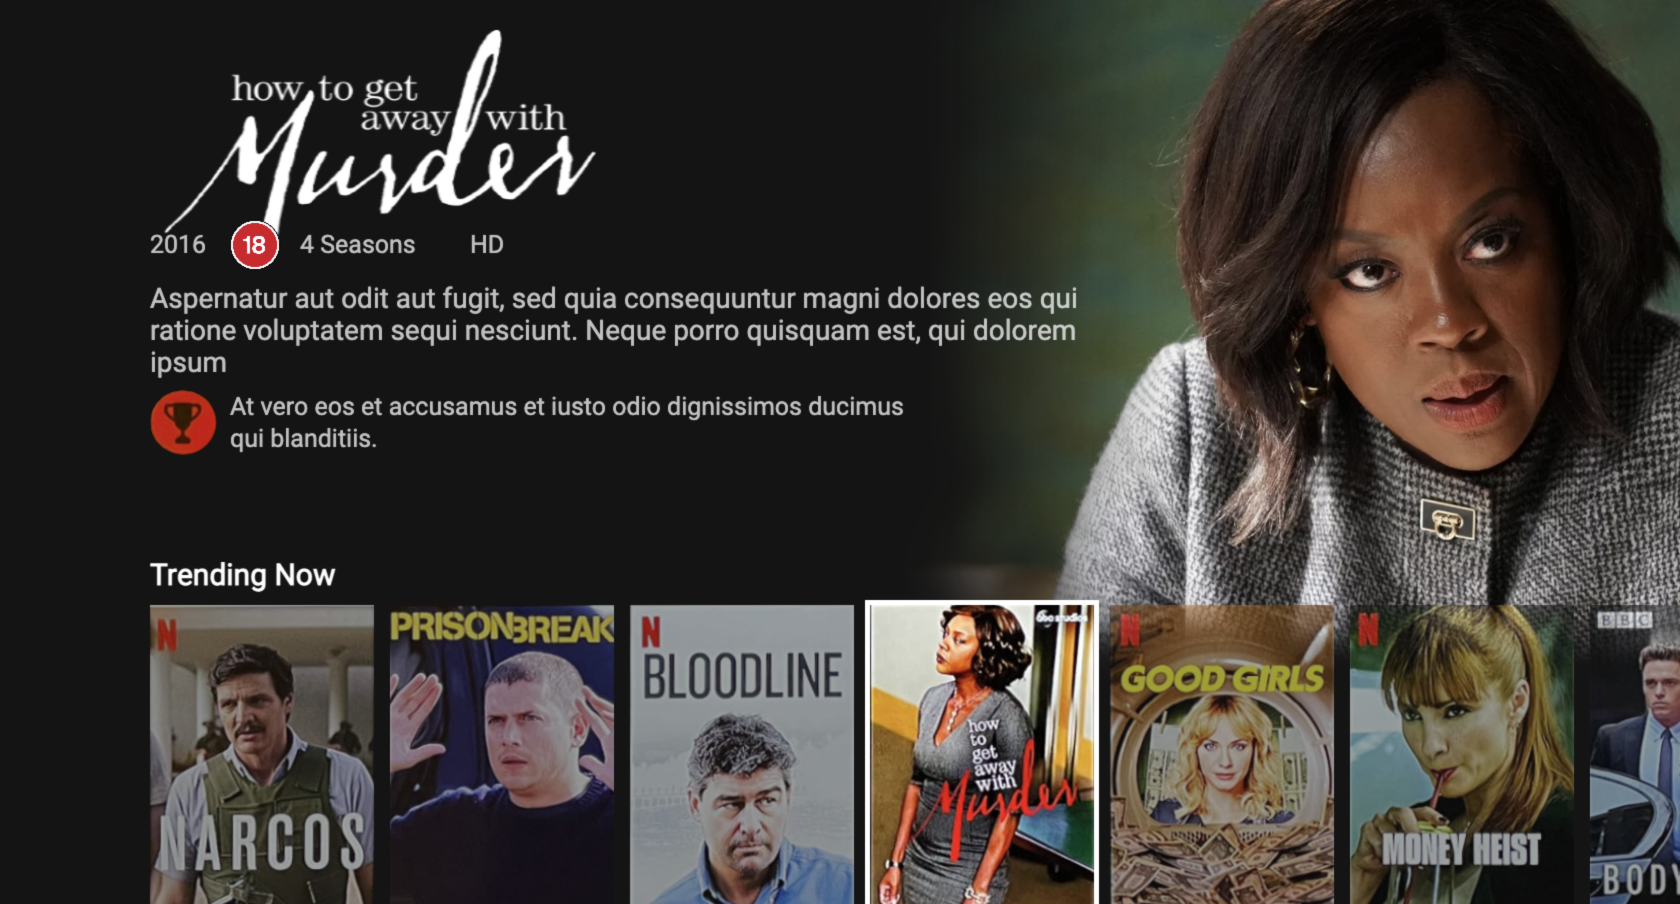 how to get
away with
Murder
2016 18 4 Seasons HD
Aspernatur aut odit aut fugit, sed quia consequuntur magni dolores eos qui
ratione voluptatem sequi nesciunt. Neque porro quisquam est, qui dolorem
ipsum
At vero eos et accusamus et iusto odio dignissimos ducimus
qui blanditiis.
Trending Now
N
NARCOS
PRISON BREAK
N
BLOODLINE
abc studios
how
to
get
away
with
Murder
N
GOOD GIRLS
N
MONEY HEIST
BBC
BODY